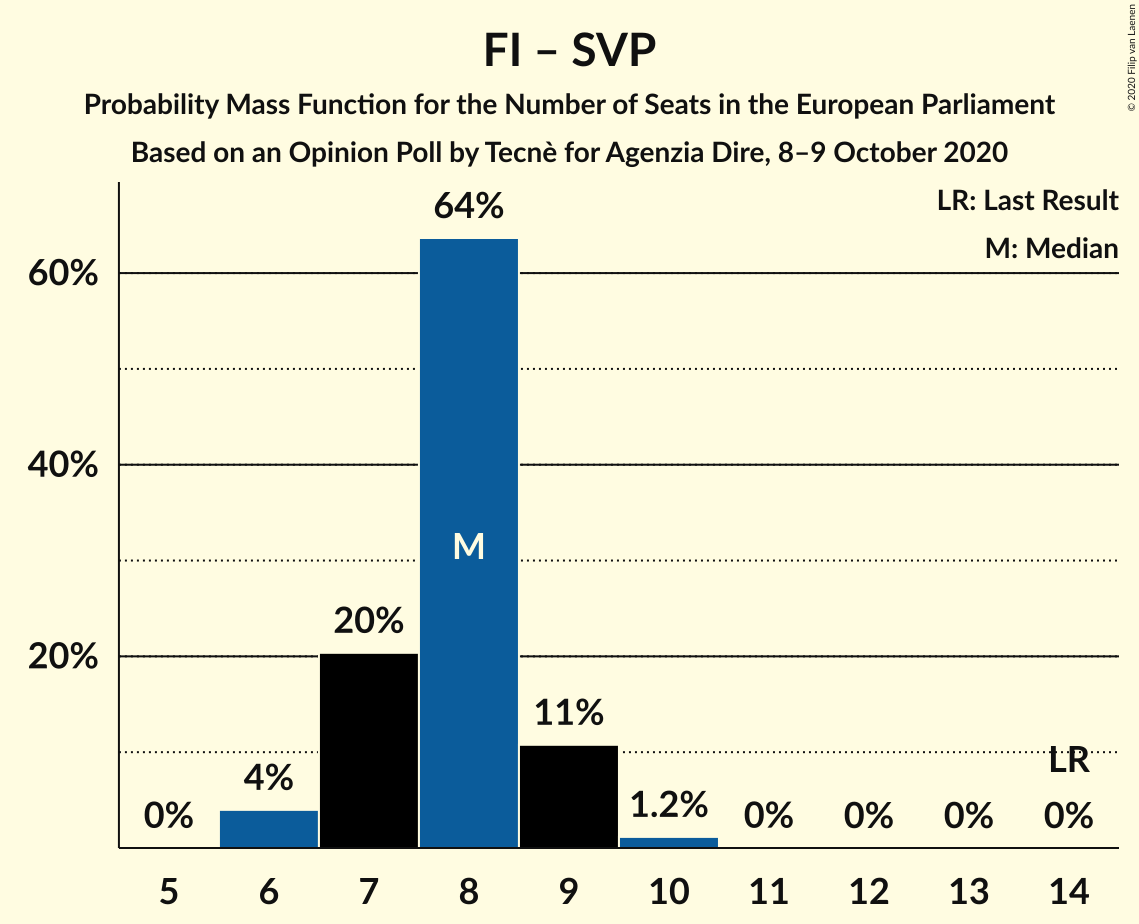 FI – SVP
Probability Mass Function for the Number of Seats in the European Parliament
Based on an Opinion Poll by Tecnè for Agenzia Dire, 8–9 October 2020
© 2020 Filip van Laenen
LR: Last Result
M: Median
64%
60%
40%
M
20%
20%
11%
LR
4%
1.2%
0%
0%
0%
0%
0%
5 6 7 8 9 10 11 12 13 14